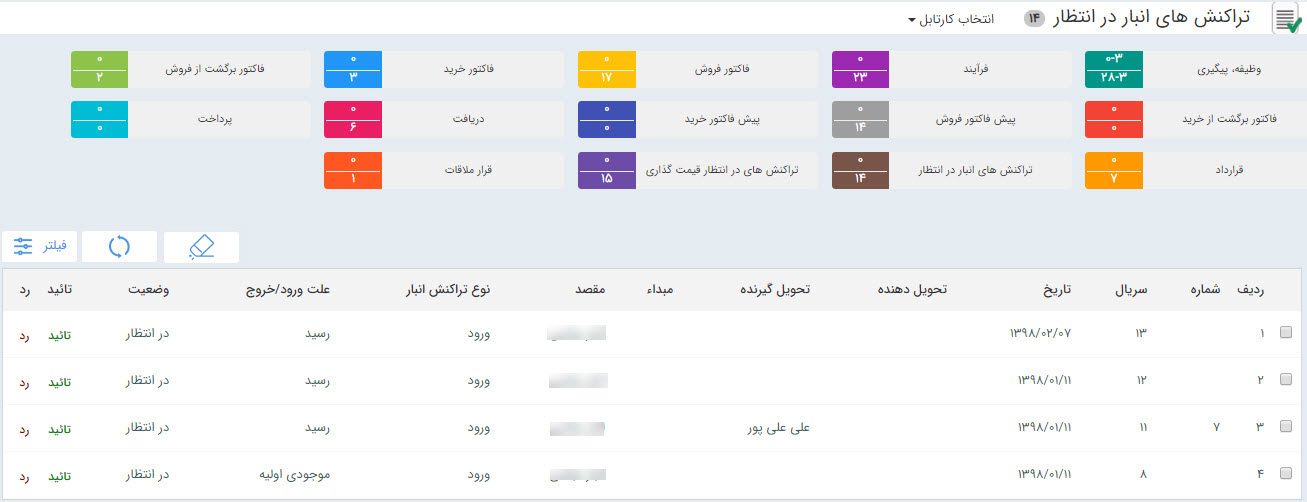 تراکنش های انبار در انتظار ۱۴ انتخاب کارتابل
وظیفه، پیگیری ۰-۳ ۲۸-۳ فرآیند ۰ ۲۳ فاکتور فروش ۰ ۱۷ فاکتور خرید ۰ ۳ فاکتور برگشت از فروش ۰ ۲
فاکتور برگشت از خرید ۰ ۰ پیش فاکتور فروش ۰ ۱۴ پیش فاکتور خرید ۰ ۰ دریافت ۰ ۶ پرداخت ۰ ۰
قرارداد ۰ ۷ تراکنش های انبار در انتظار ۰ ۱۴ تراکنش های در انتظار قیمت گذاری ۰ ۱۵ قرار ملاقات ۰ ۱
فیلتر
ردیف شماره سریال تاریخ تحویل دهنده تحویل گیرنده مبداء مقصد نوع تراکنش انبار علت ورود/خروج وضعیت تائید رد
۱ ۱۳ ۱۳۹۸/۰۲/۰۷ ورود رسید در انتظار تائید رد
۲ ۱۲ ۱۳۹۸/۰۱/۱۱ ورود رسید در انتظار تائید رد
۳ ۷ ۱۱ ۱۳۹۸/۰۱/۱۱ علی علی پور ورود رسید در انتظار تائید رد
۴ ۸ ۱۳۹۸/۰۱/۱۱ ورود موجودی اولیه در انتظار تائید رد